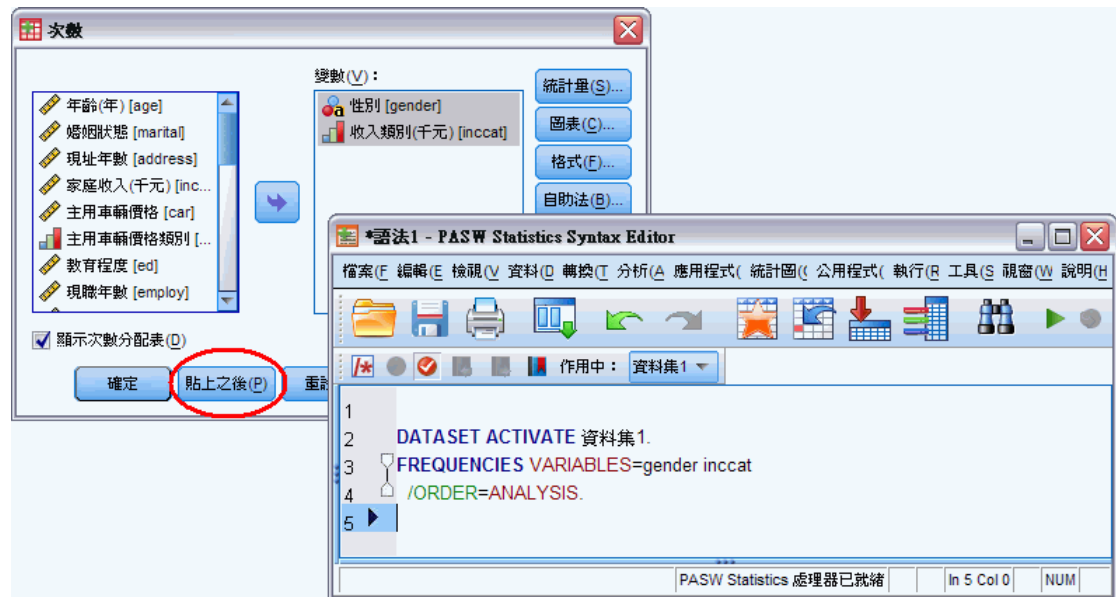 次數
年齡(年) [age]
婚姻狀態 [marital]
現址年數 [address]
家庭收入(千元) [inc...
主用車輛價格 [car]
主用車輛價格類別 [...
教育程度 [ed]
現職年數 [employ]
變數(V)：
性別 [gender]
收入類別(千元) [inccat]
統計量(S)...
圖表(C)...
格式(F)...
自助法(B)...
顯示次數分配表(D)
確定
貼上之後(P)
*語法1 - PASW Statistics Syntax Editor
檔案(F 編輯(E 檢視(V 資料(D 轉換(T 分析(A 應用程式( 統計圖(( 公用程式( 執行(R 工具(S 視窗(W 說明(H
作用中： 資料集1
1
2 DATASET ACTIVATE 資料集1.
3 FREQUENCIES VARIABLES=gender inccat
4 /ORDER=ANALYSIS.
5
PASW Statistics 處理器已就緒 In 5 Col 0 NUM